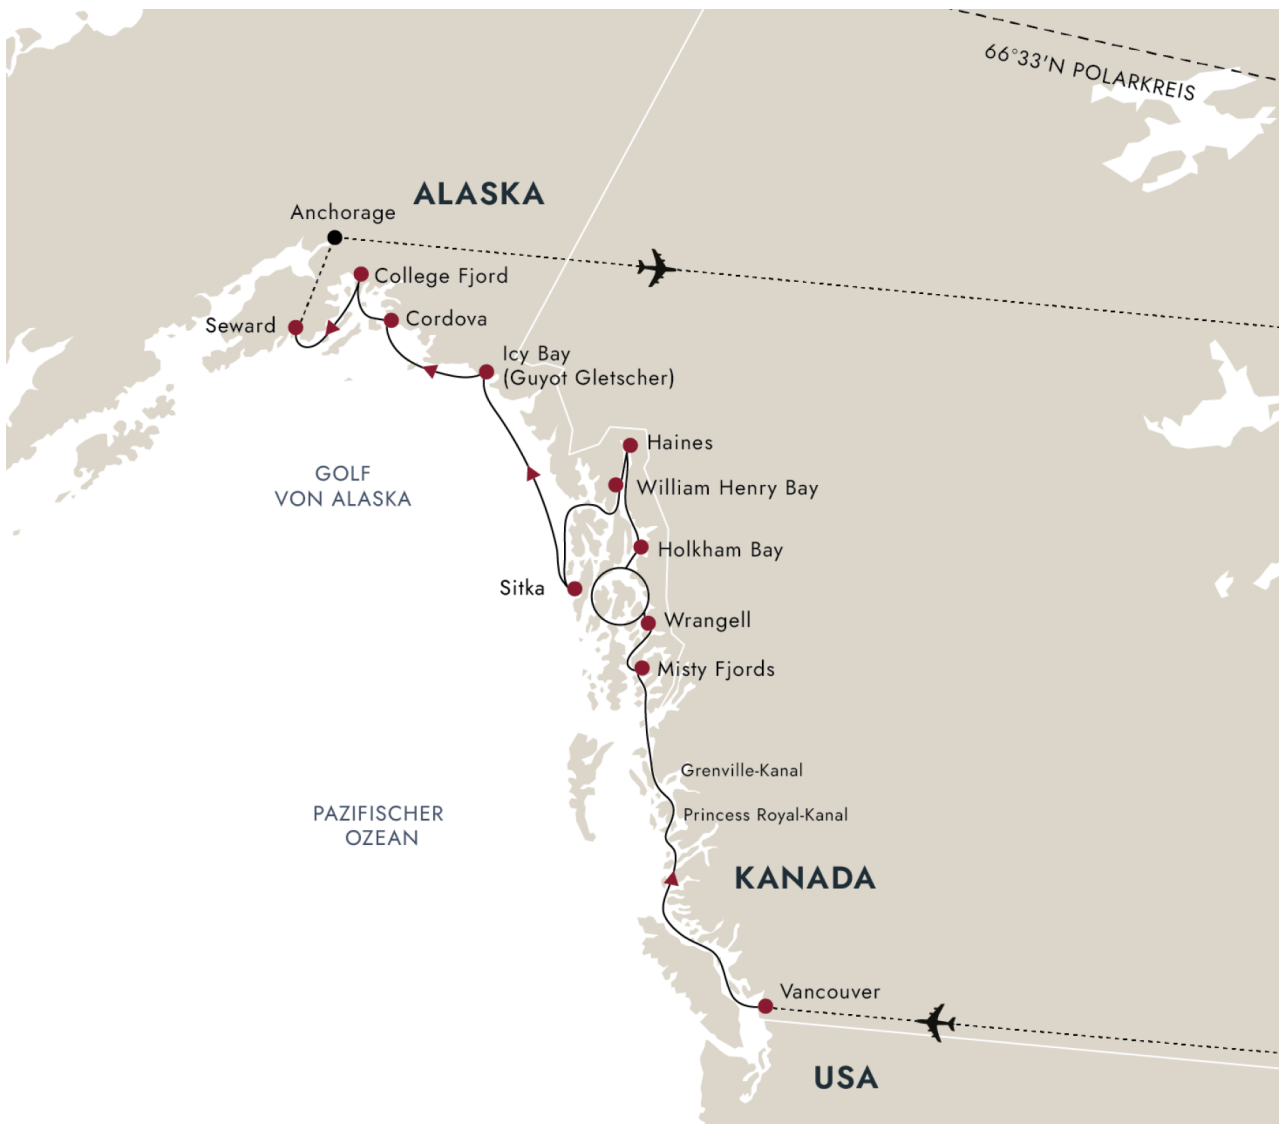 66°33'N POLARKREIS
ALASKA
Anchorage
College Fjord
Seward
Cordova
Icy Bay
(Guyot Gletscher)
Haines
GOLF
VON ALASKA
William Henry Bay
Holkham Bay
Sitka
Wrangell
Misty Fjords
Grenville-Kanal
PAZIFISCHER
OZEAN
Princess Royal-Kanal
KANADA
Vancouver
USA